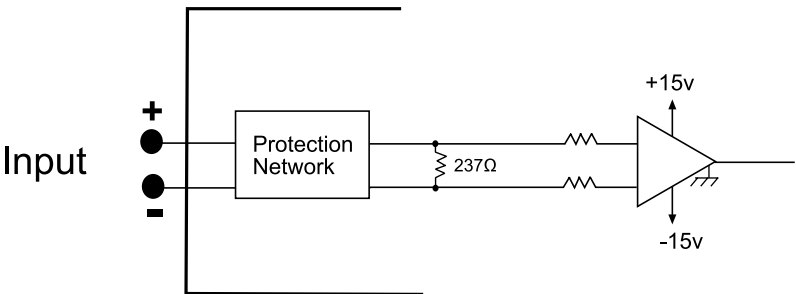 +15v
+
Protection
Network
Input
237Ω
-
-15v